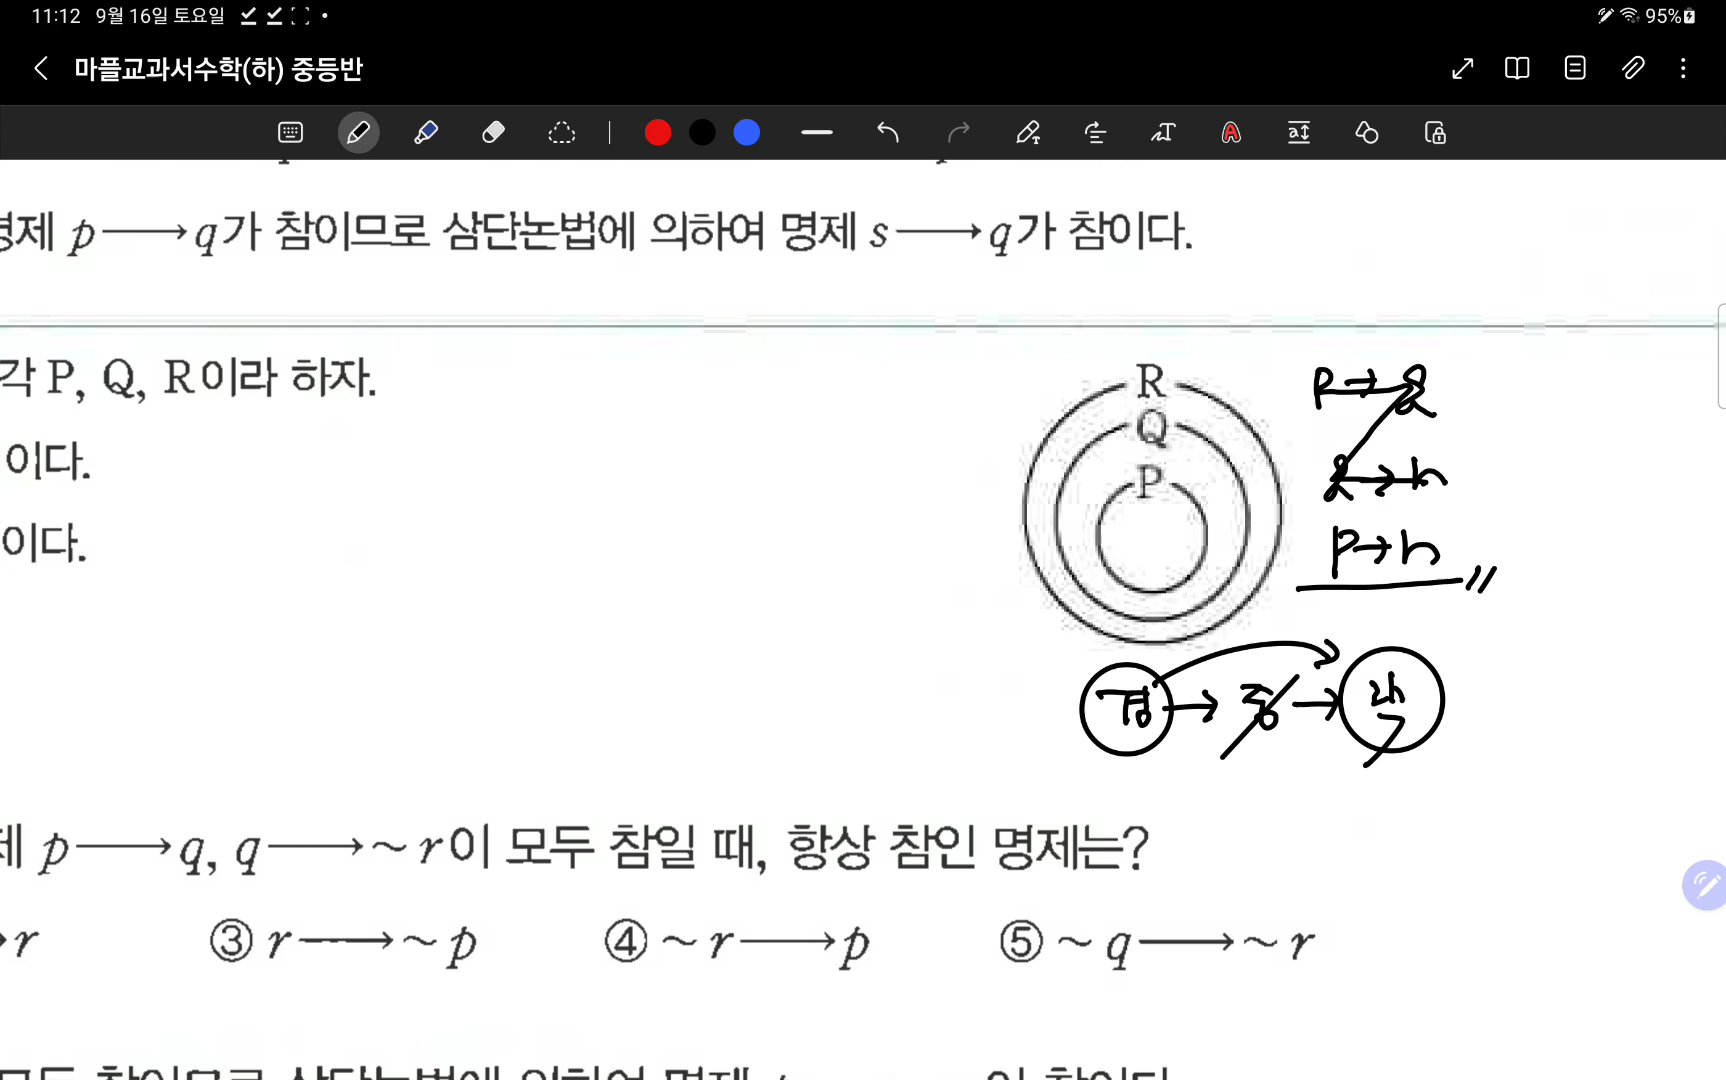 11:12 9월 16일 토요일
95%
마플교과서수학(하) 중등반
명제 p⟶q가 참이므로 삼단논법에 의하여 명제 s⟶q가 참이다.
각 P, Q, R이라 하자.
이다.
이다.
R
Q
P
p→q
q→r
p→r
→ 중 →
제 p⟶q, q⟶~r이 모두 참일 때, 항상 참인 명제는?
→r ③ r⟶~p ④ ~r⟶p ⑤ ~q⟶~r